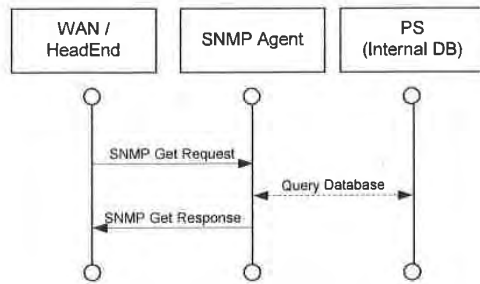 WAN /
HeadEnd
SNMP Agent
PS
(Internal DB)
SNMP Get Request
Query Database
SNMP Get Response